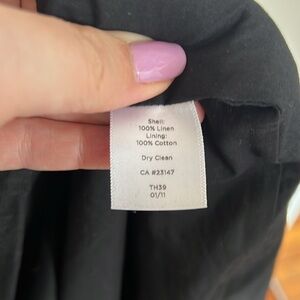 Shell:
100% Linen
Lining:
100% Cotton
Dry Clean
CA #23147
TH39
01/11